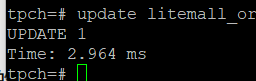 tpch=# update litemall_or
UPDATE 1
Time: 2.964 ms
tpch=#